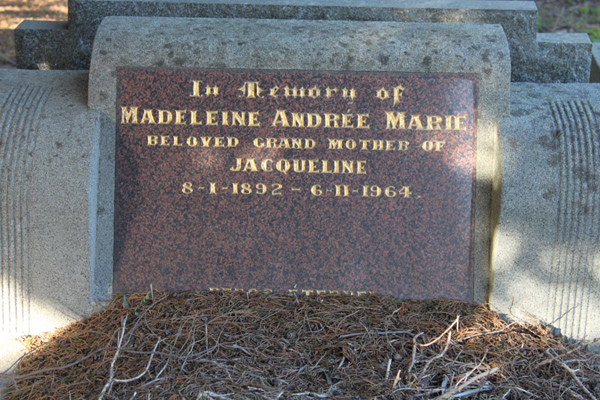 In Memory of
MADELEINE ANDRÉE MARIE
BELOVED GRAND MOTHER OF
JACQUELINE
8-1-1892 - 6-11-1964.